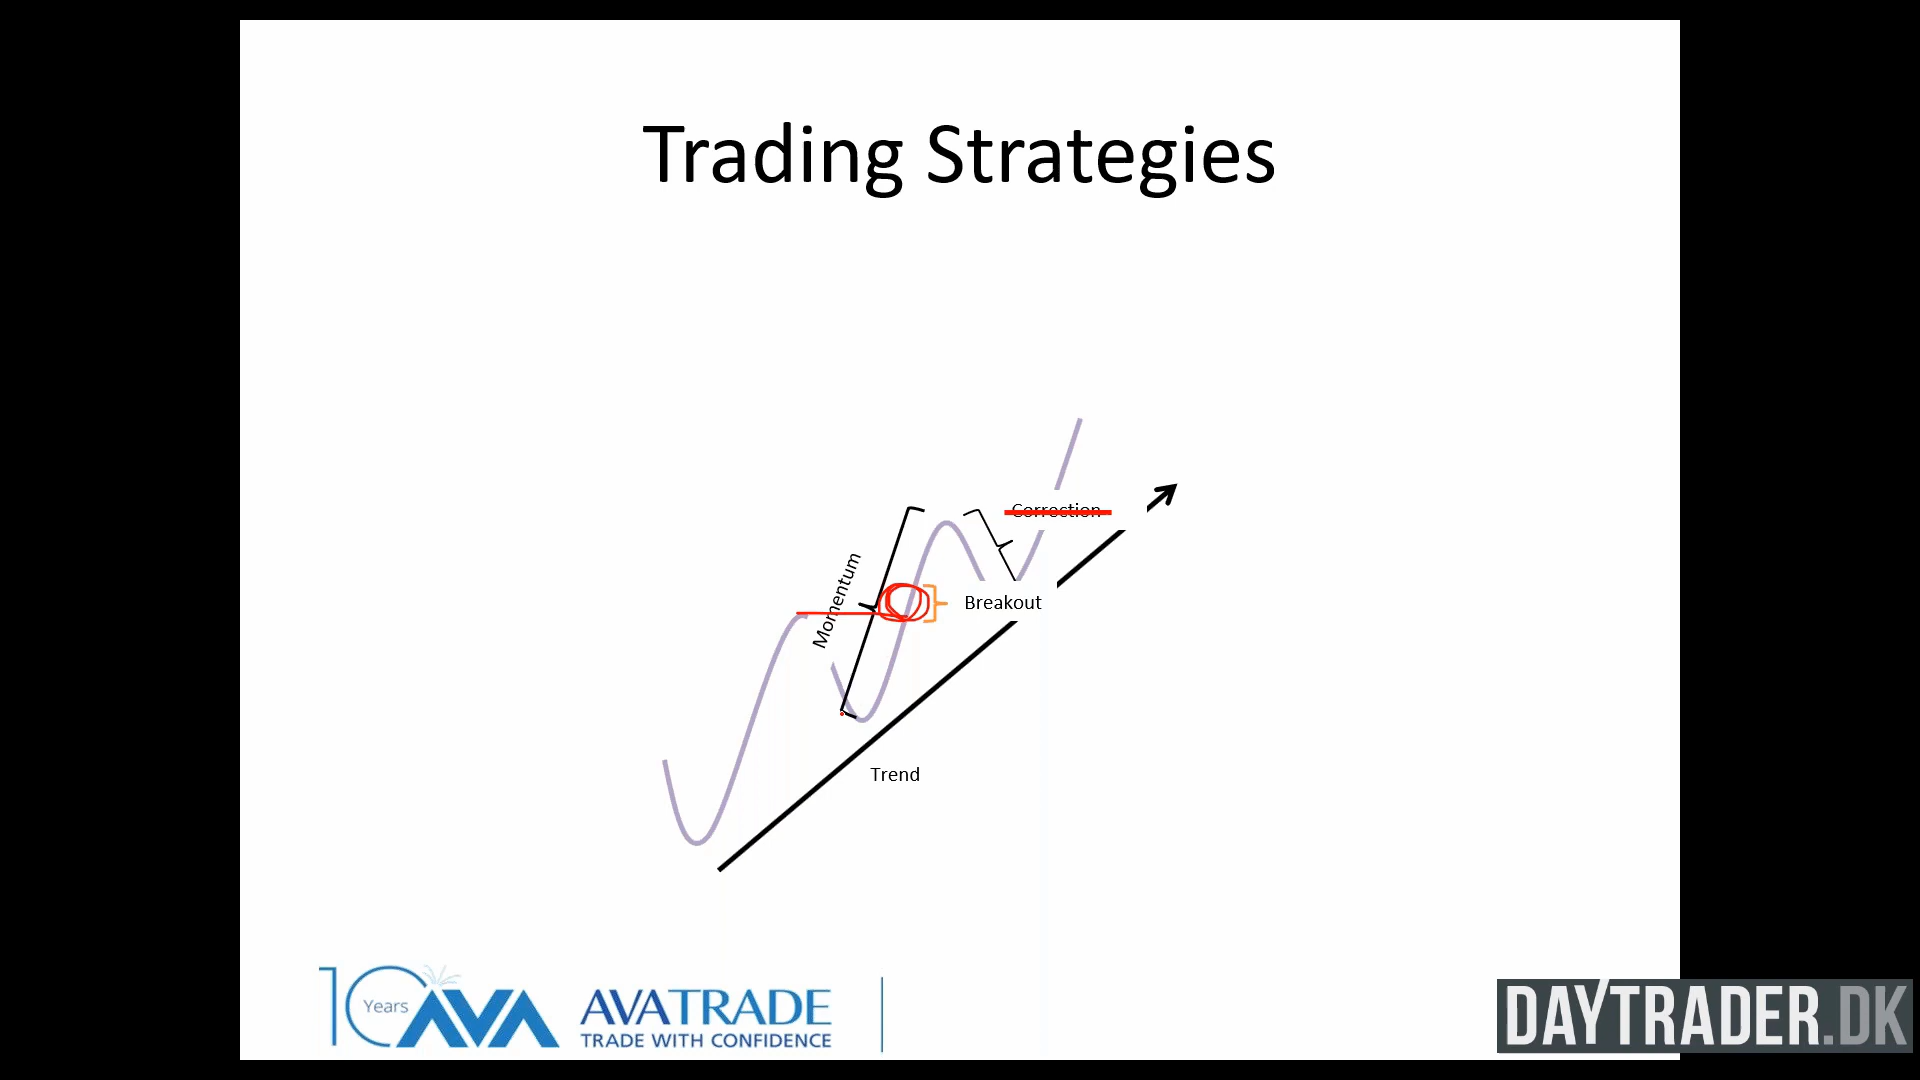 Trading Strategies
Correction
Momentum
Breakout
Trend
10 Years AVA
AVATRADE
TRADE WITH CONFIDENCE
DAYTRADER.DK